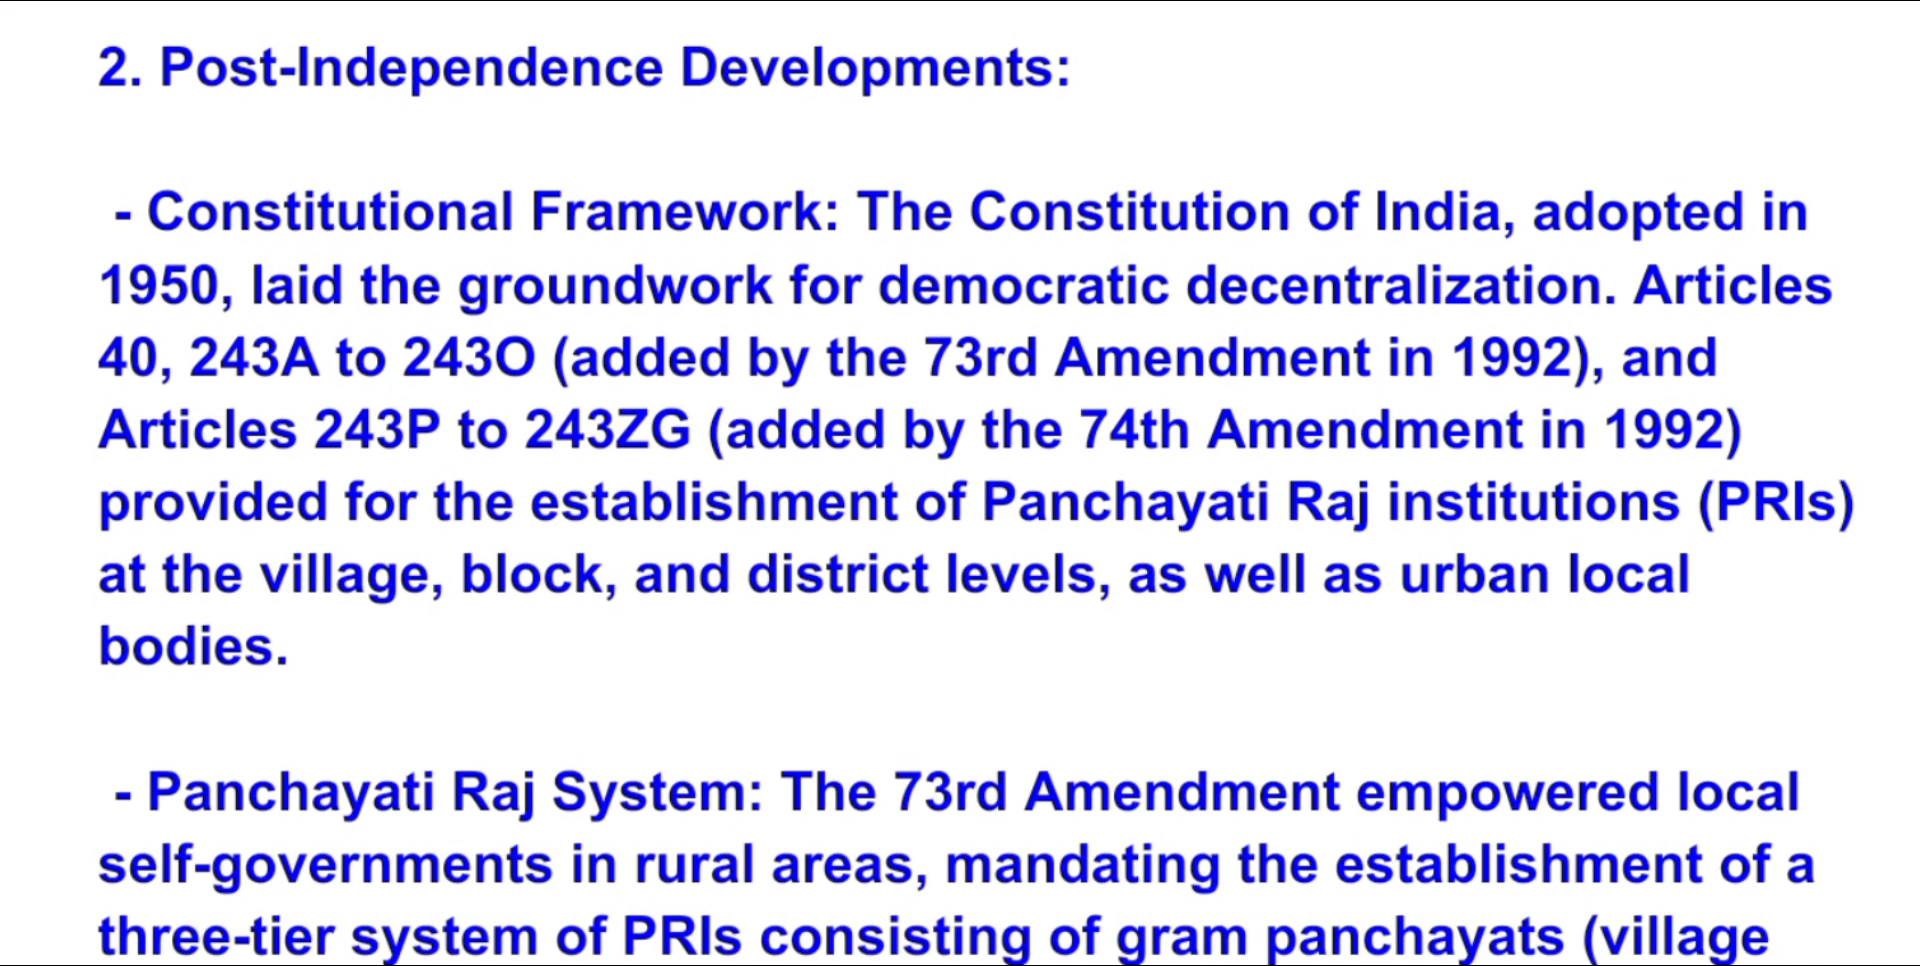 2. Post-Independence Developments:
- Constitutional Framework: The Constitution of India, adopted in
1950, laid the groundwork for democratic decentralization. Articles
40, 243A to 243O (added by the 73rd Amendment in 1992), and
Articles 243P to 243ZG (added by the 74th Amendment in 1992)
provided for the establishment of Panchayati Raj institutions (PRIs)
at the village, block, and district levels, as well as urban local
bodies.
- Panchayati Raj System: The 73rd Amendment empowered local
self-governments in rural areas, mandating the establishment of a
three-tier system of PRIs consisting of gram panchayats (village